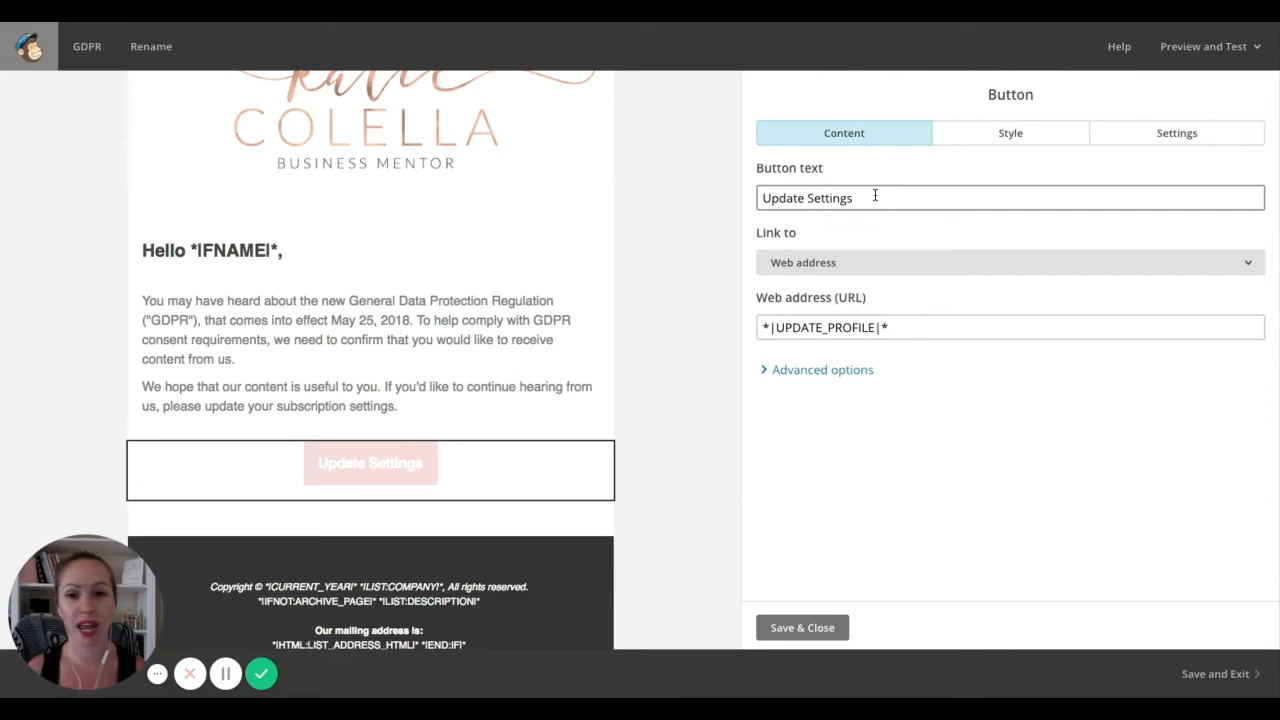 GDPR
Rename
Help
Preview and Test
katie
COLELLA
BUSINESS MENTOR
Hello *|FNAME|*,
You may have heard about the new General Data Protection Regulation
("GDPR"), that comes into effect May 25, 2018. To help comply with GDPR
consent requirements, we need to confirm that you would like to receive
content from us.
We hope that our content is useful to you. If you'd like to continue hearing from
us, please update your subscription settings.
Update Settings
Copyright © *|CURRENT_YEAR|* *|LIST:COMPANY|*, All rights reserved.
*|IFNOT:ARCHIVE_PAGE|* *|LIST:DESCRIPTION|*
Our mailing address is:
*|HTML:LIST_ADDRESS_HTML|* *|END:IF|*
Button
Content
Style
Settings
Button text
Update Settings
Link to
Web address
Web address (URL)
*|UPDATE_PROFILE|*
Advanced options
Save & Close
Save and Exit